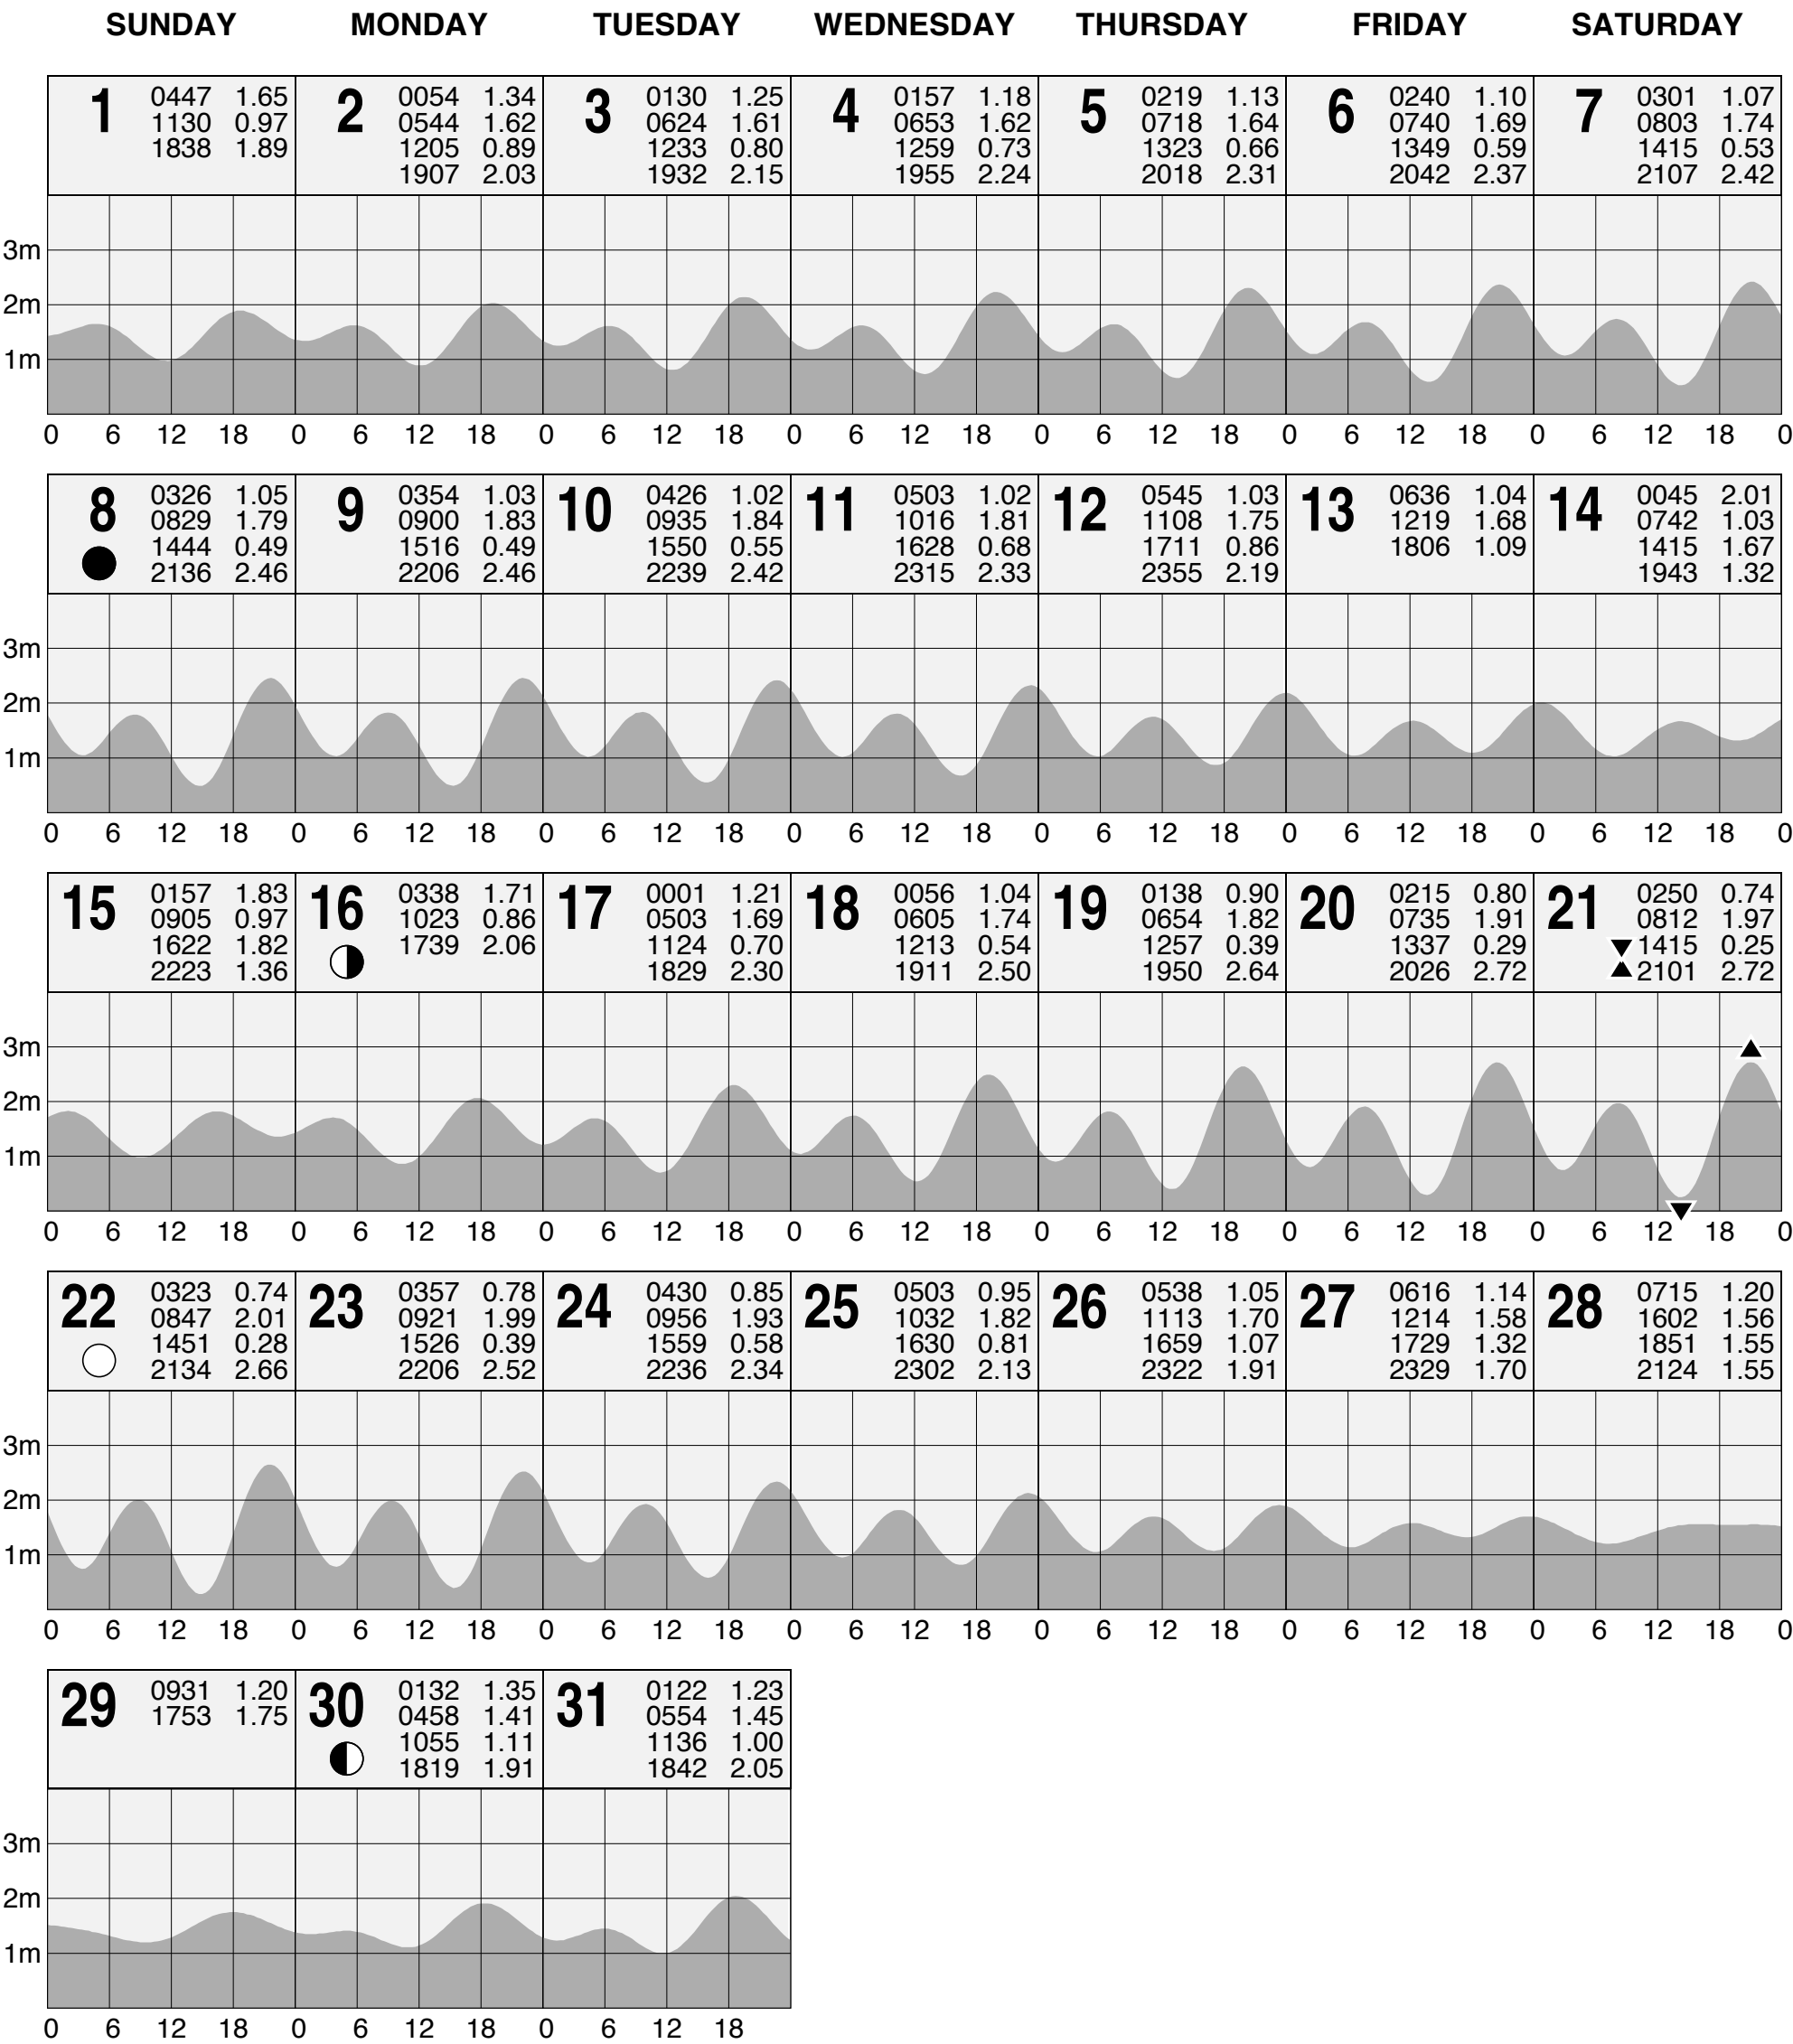 SUNDAY MONDAY TUESDAY WEDNESDAY THURSDAY FRIDAY SATURDAY
1 0447 1.65 2 0054 1.34 3 0130 1.25 4 0157 1.18 5 0219 1.13 6 0240 1.10 7 0301 1.07
1130 0.97 0544 1.62 0624 1.61 0653 1.62 0718 1.64 0740 1.69 0803 1.74
1838 1.89 1205 0.89 1233 0.80 1259 0.73 1323 0.66 1349 0.59 1415 0.53
1907 2.03 1932 2.15 1955 2.24 2018 2.31 2042 2.37 2107 2.42
3m
2m
1m
0 6 12 18 0 6 12 18 0 6 12 18 0 6 12 18 0 6 12 18 0 6 12 18 0 6 12 18 0
8 0326 1.05 9 0354 1.03 10 0426 1.02 11 0503 1.02 12 0545 1.03 13 0636 1.04 14 0045 2.01
0829 1.79 0900 1.83 0935 1.84 1016 1.81 1108 1.75 1219 1.68 0742 1.03
1444 0.49 1516 0.49 1550 0.55 1628 0.68 1711 0.86 1806 1.09 1415 1.67
2136 2.46 2206 2.46 2239 2.42 2315 2.33 2355 2.19 1943 1.32
3m
2m
1m
0 6 12 18 0 6 12 18 0 6 12 18 0 6 12 18 0 6 12 18 0 6 12 18 0 6 12 18 0
15 0157 1.83 16 0338 1.71 17 0001 1.21 18 0056 1.04 19 0138 0.90 20 0215 0.80 21 0250 0.74
0905 0.97 1023 0.86 0503 1.69 0605 1.74 0654 1.82 0735 1.91 0812 1.97
1622 1.82 1739 2.06 1124 0.70 1213 0.54 1257 0.39 1337 0.29 1415 0.25
2223 1.36 1829 2.30 1911 2.50 1950 2.64 2026 2.72 2101 2.72
3m
2m
1m
0 6 12 18 0 6 12 18 0 6 12 18 0 6 12 18 0 6 12 18 0 6 12 18 0 6 12 18 0
22 0323 0.74 23 0357 0.78 24 0430 0.85 25 0503 0.95 26 0538 1.05 27 0616 1.14 28 0715 1.20
0847 2.01 0921 1.99 0956 1.93 1032 1.82 1113 1.70 1214 1.58 1602 1.56
1451 0.28 1526 0.39 1559 0.58 1630 0.81 1659 1.07 1729 1.32 1851 1.55
2134 2.66 2206 2.52 2236 2.34 2302 2.13 2322 1.91 2329 1.70 2124 1.55
3m
2m
1m
0 6 12 18 0 6 12 18 0 6 12 18 0 6 12 18 0 6 12 18 0 6 12 18 0 6 12 18 0
29 0931 1.20 30 0132 1.35 31 0122 1.23
1753 1.75 0458 1.41 0554 1.45
1055 1.11 1136 1.00
1819 1.91 1842 2.05
3m
2m
1m
0 6 12 18 0 6 12 18 0 6 12 18